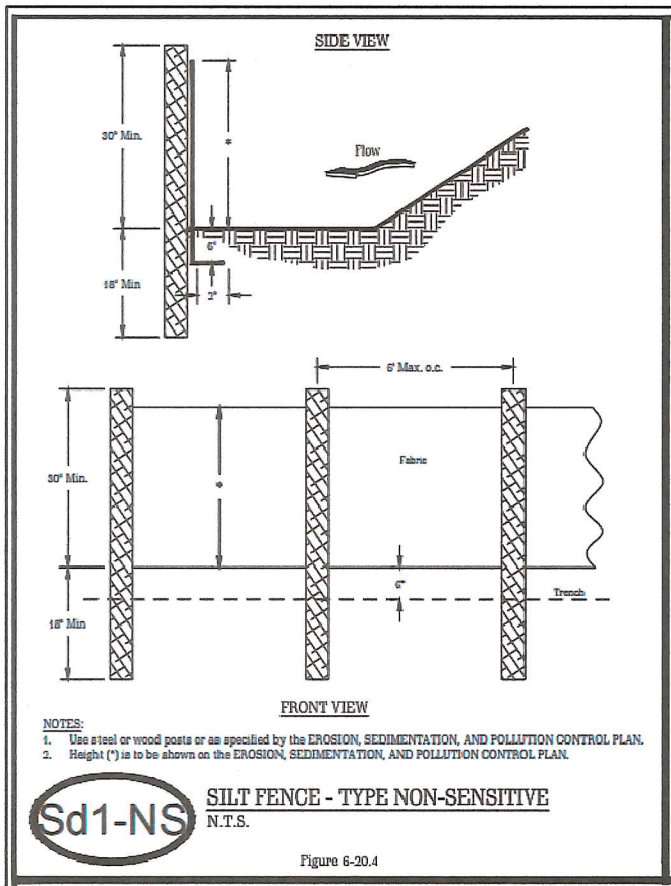 SIDE VIEW
30" Min.
*
Flow
6"
18" Min
2"
6' Max. o.c.
30" Min.
*
Fabric
6"
Trench
18" Min
FRONT VIEW
NOTES:
1. Use steel or wood posts or as specified by the EROSION, SEDIMENTATION, AND POLLUTION CONTROL PLAN.
2. Height (*) is to be shown on the EROSION, SEDIMENTATION, AND POLLUTION CONTROL PLAN.
Sd1-NS
SILT FENCE - TYPE NON-SENSITIVE
N.T.S.
Figure 6-20.4